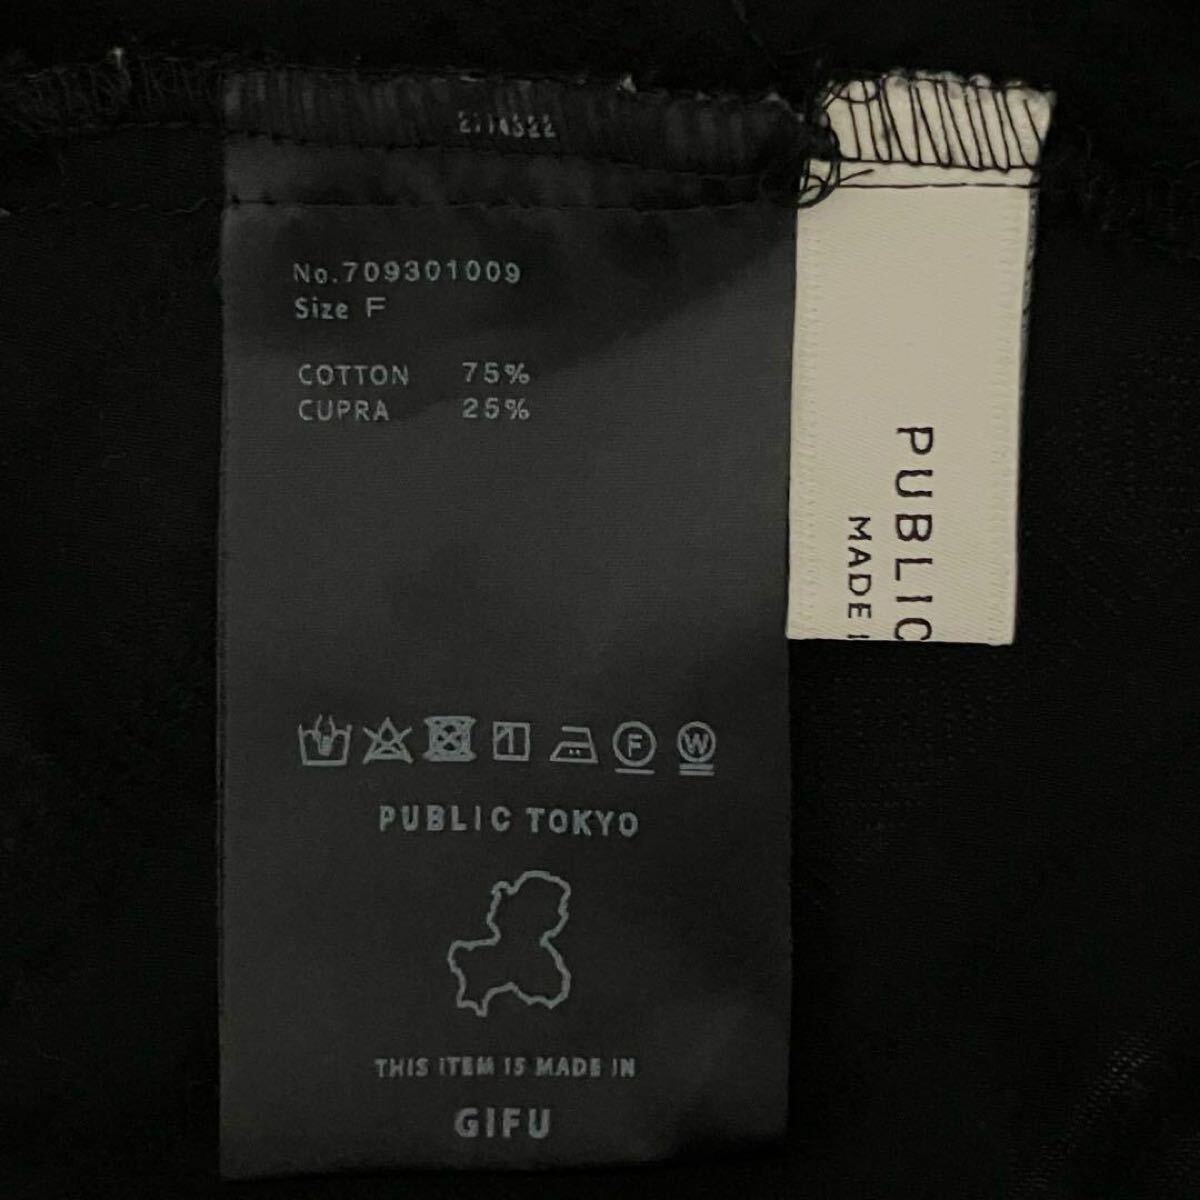 No.709301009
Size F
COTTON 75%
CUPRA 25%
F W
PUBLIC TOKYO
THIS ITEM IS MADE IN
GIFU
PUBLIC
MADE I